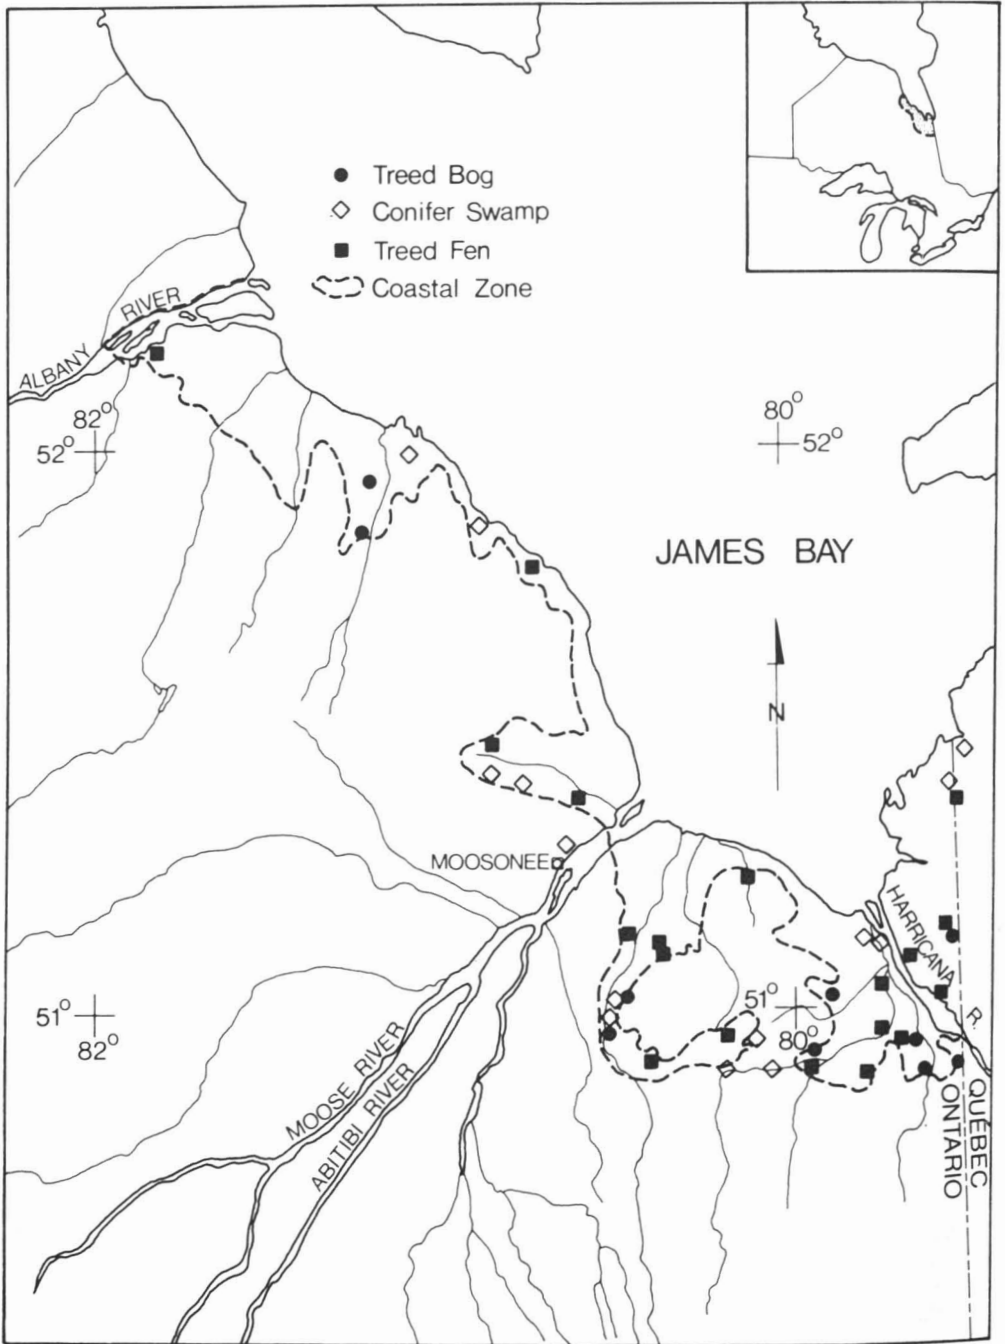 Treed Bog
Conifer Swamp
Treed Fen
Coastal Zone
ALBANY RIVER
82°
52°
80°
52°
JAMES BAY
N
MOOSONEE
HARRICANA R.
51°
82°
51°
80°
MOOSE RIVER
ABITIBI RIVER
QUÉBEC
ONTARIO